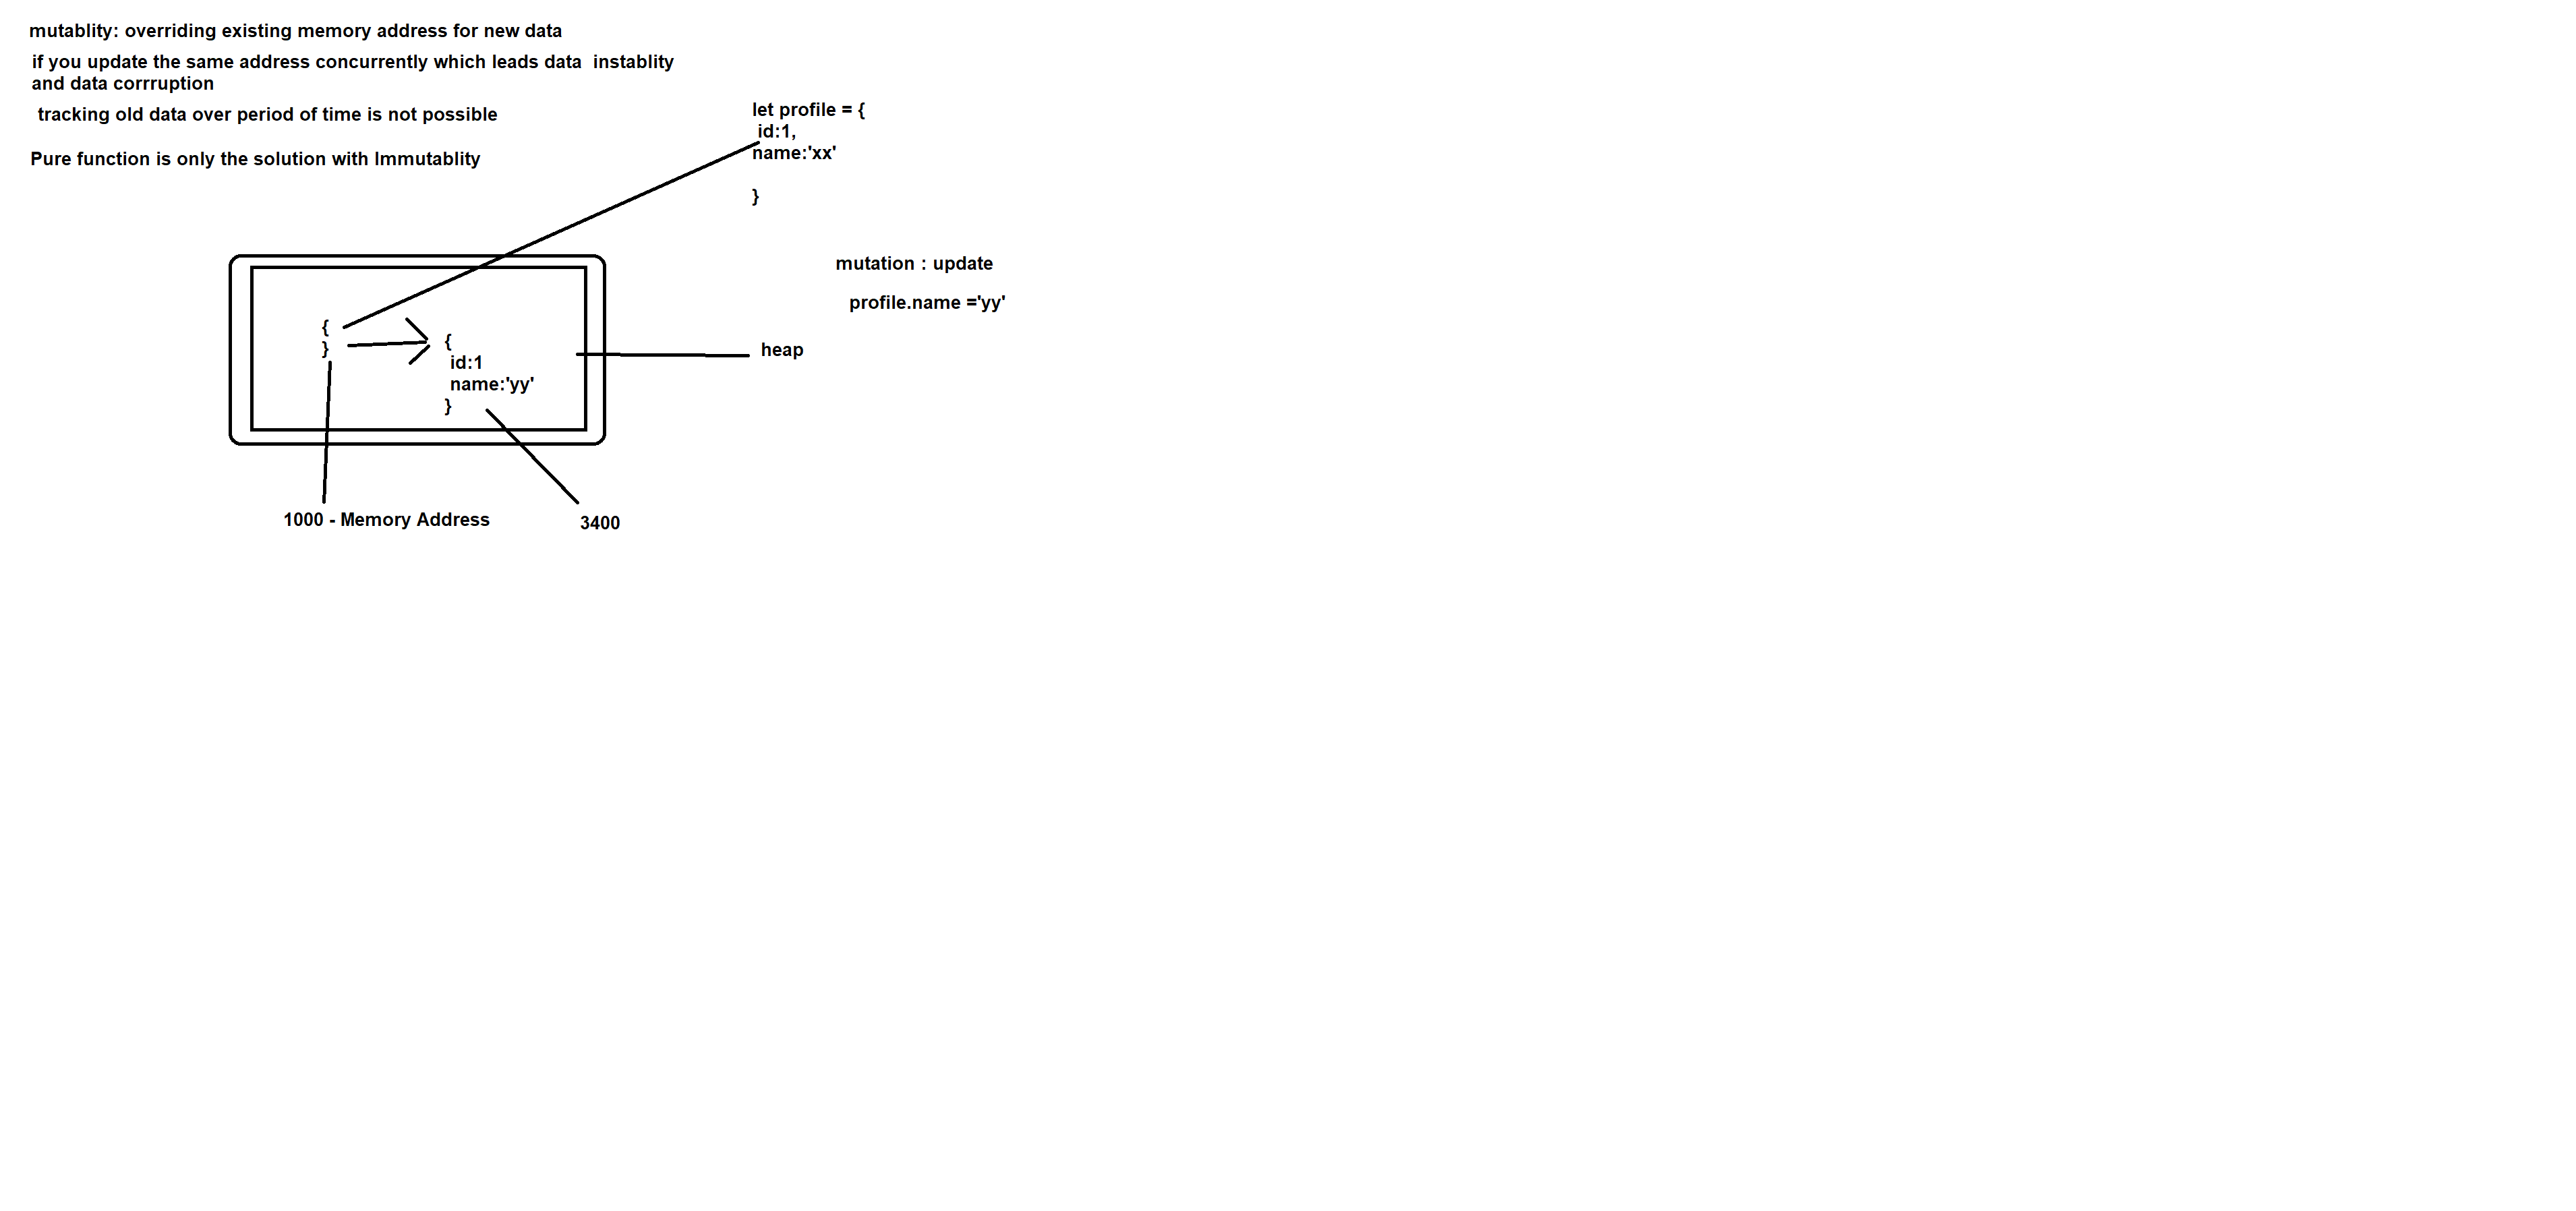 mutablity: overriding existing memory address for new data
if you update the same address concurrently which leads data  instablity
and data corrruption
tracking old data over period of time is not possible
Pure function is only the solution with Immutablity
let profile = {
id:1,
name:'xx'
}
mutation : update
profile.name ='yy'
{
}
{
id:1
name:'yy'
}
heap
1000 - Memory Address
3400